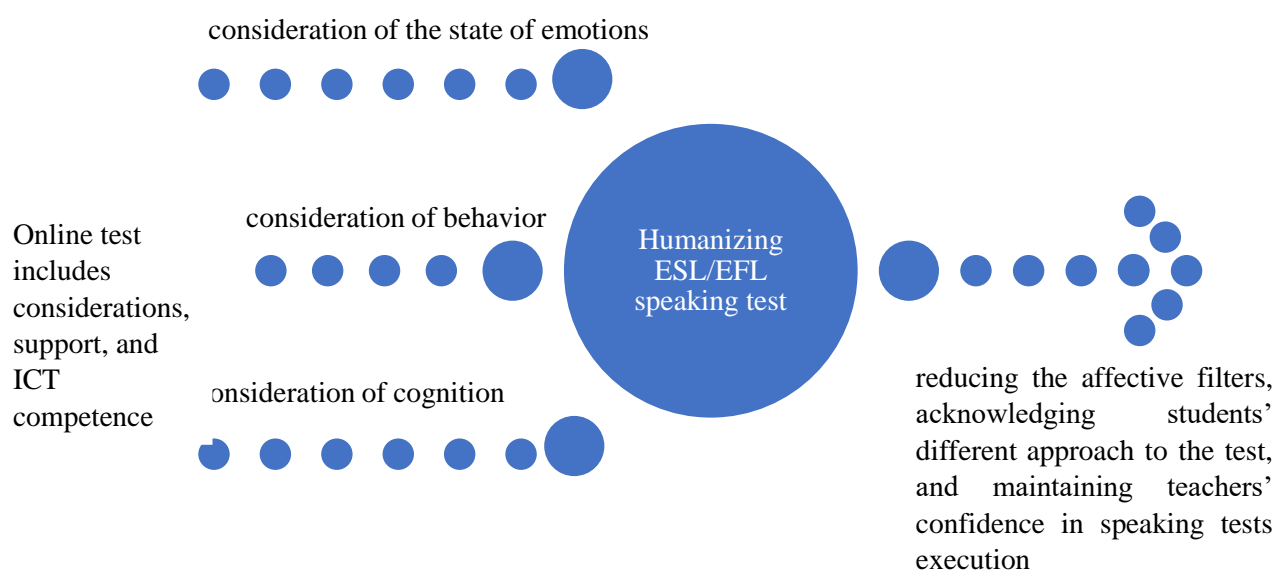 consideration of the state of emotions
consideration of behavior
Online test
includes
considerations,
support, and
ICT
competence
onsideration of cognition
Humanizing
ESL/EFL
speaking test
reducing the affective filters,
acknowledging students’
different approach to the test,
and maintaining teachers’
confidence in speaking tests
execution